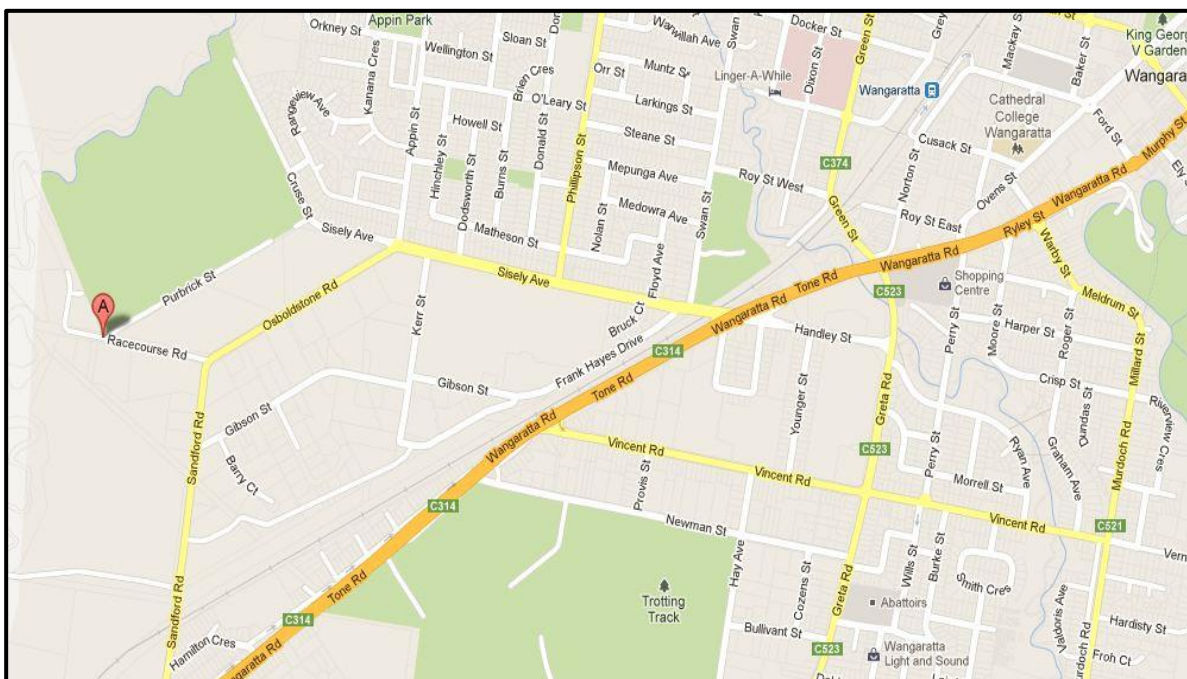 Orkney St
Appin Park
Wellington St
Sloan St
Kanana Cres
Rangeview Ave
Appin St
Brien Cres
O'Leary St
Howell St
Hinchley St
Dodsworth St
Burns St
Donald St
Phillipson St
Warwillah Ave
Orr St
Muntz St
Larkings St
Steane St
Mepunga Ave
Medowra Ave
Nolan St
Floyd Ave
Swan St
Swan
Linger-A-While
Docker St
Dixon St
Green St
Grey
Wangaratta
Mackay St
Baker St
King George
V Gardens
Cathedral
College
Wangaratta
Ford St
Murphy St
Ely St
Cusack St
Norton St
Ovens St
Roy St West
Roy St East
C374
Green St
Wangaratta Rd
Ryley St
Wangaratta Rd
Tone Rd
Wangaratta Rd
C523
Shopping
Centre
Warby St
Meldrum St
Perry St
Moore St
Harper St
Roger St
Millard St
Cruse St
Sisely Ave
Matheson St
Sisely Ave
Purbrick St
A
Racecourse Rd
Osboldstone Rd
Kerr St
Bruck Ct
Frank Hayes Drive
C314
Handley St
Gibson St
Gibson St
Barry Ct
Sandford Rd
Tone Rd
Wangaratta Rd
Younger St
Greta Rd
Crisp St
Dundas St
Riverview Cres
Graham Ave
Ryan Ave
Murdoch Rd
Vincent Rd
Vincent Rd
Provis St
C523
Perry St
Morrell St
Vincent Rd
C521
C314
Newman St
Hay Ave
Cozens St
Greta Rd
Wills St
Burke St
Smith Cres
Abattoirs
Trotting
Track
Bullivant St
C523
Wangaratta
Light and Sound
Valdoris Ave
Hardisty St
Froh Ct
Murdoch Rd
Sandford Rd
Tone Rd
C314
Hamilton Cres
Wangaratta Rd